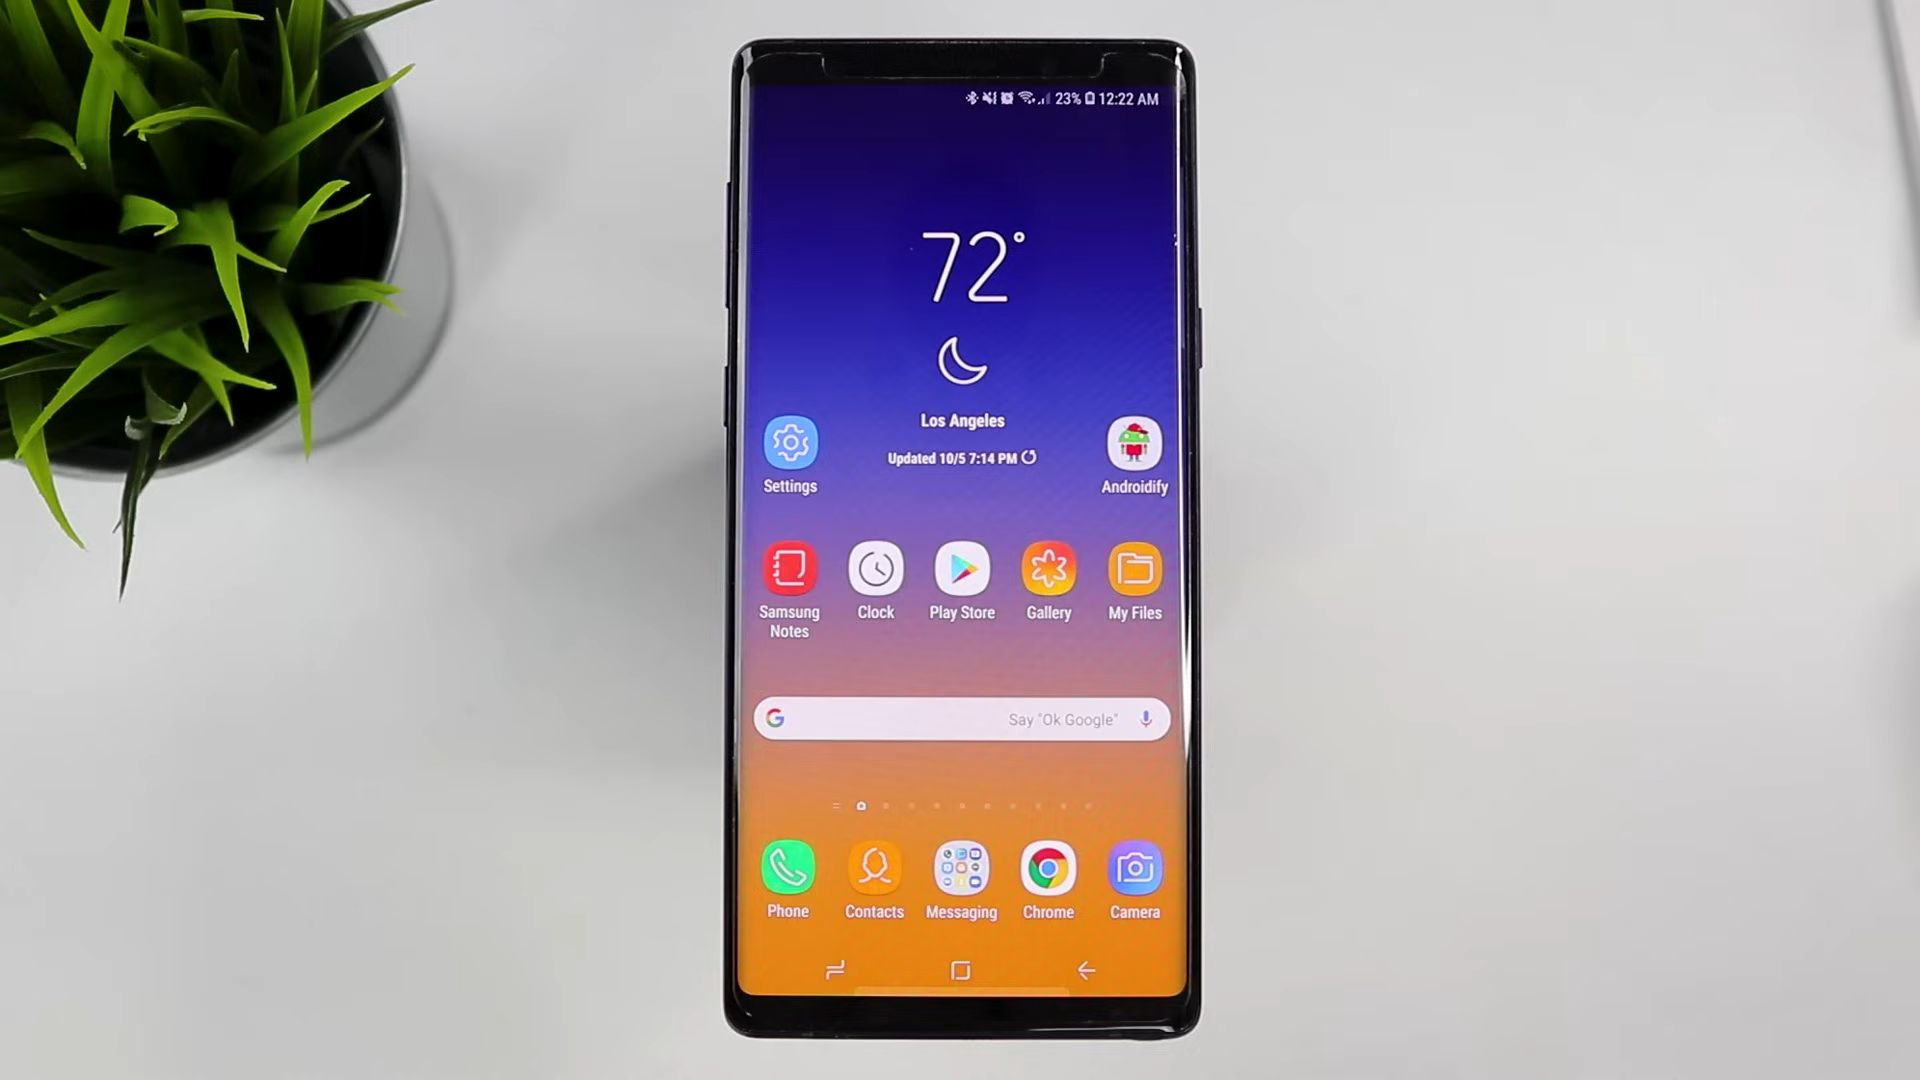 23% 12:22 AM
72°
Los Angeles
Updated 10/5 7:14 PM
Settings
Androidify
Samsung Notes
Clock
Play Store
Gallery
My Files
G Say "Ok Google"
Phone
Contacts
Messaging
Chrome
Camera